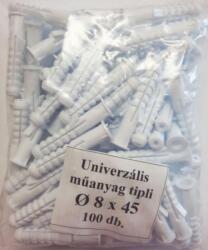 Univerzális
műanyag tipli
Ø 8 x 45
100 db.